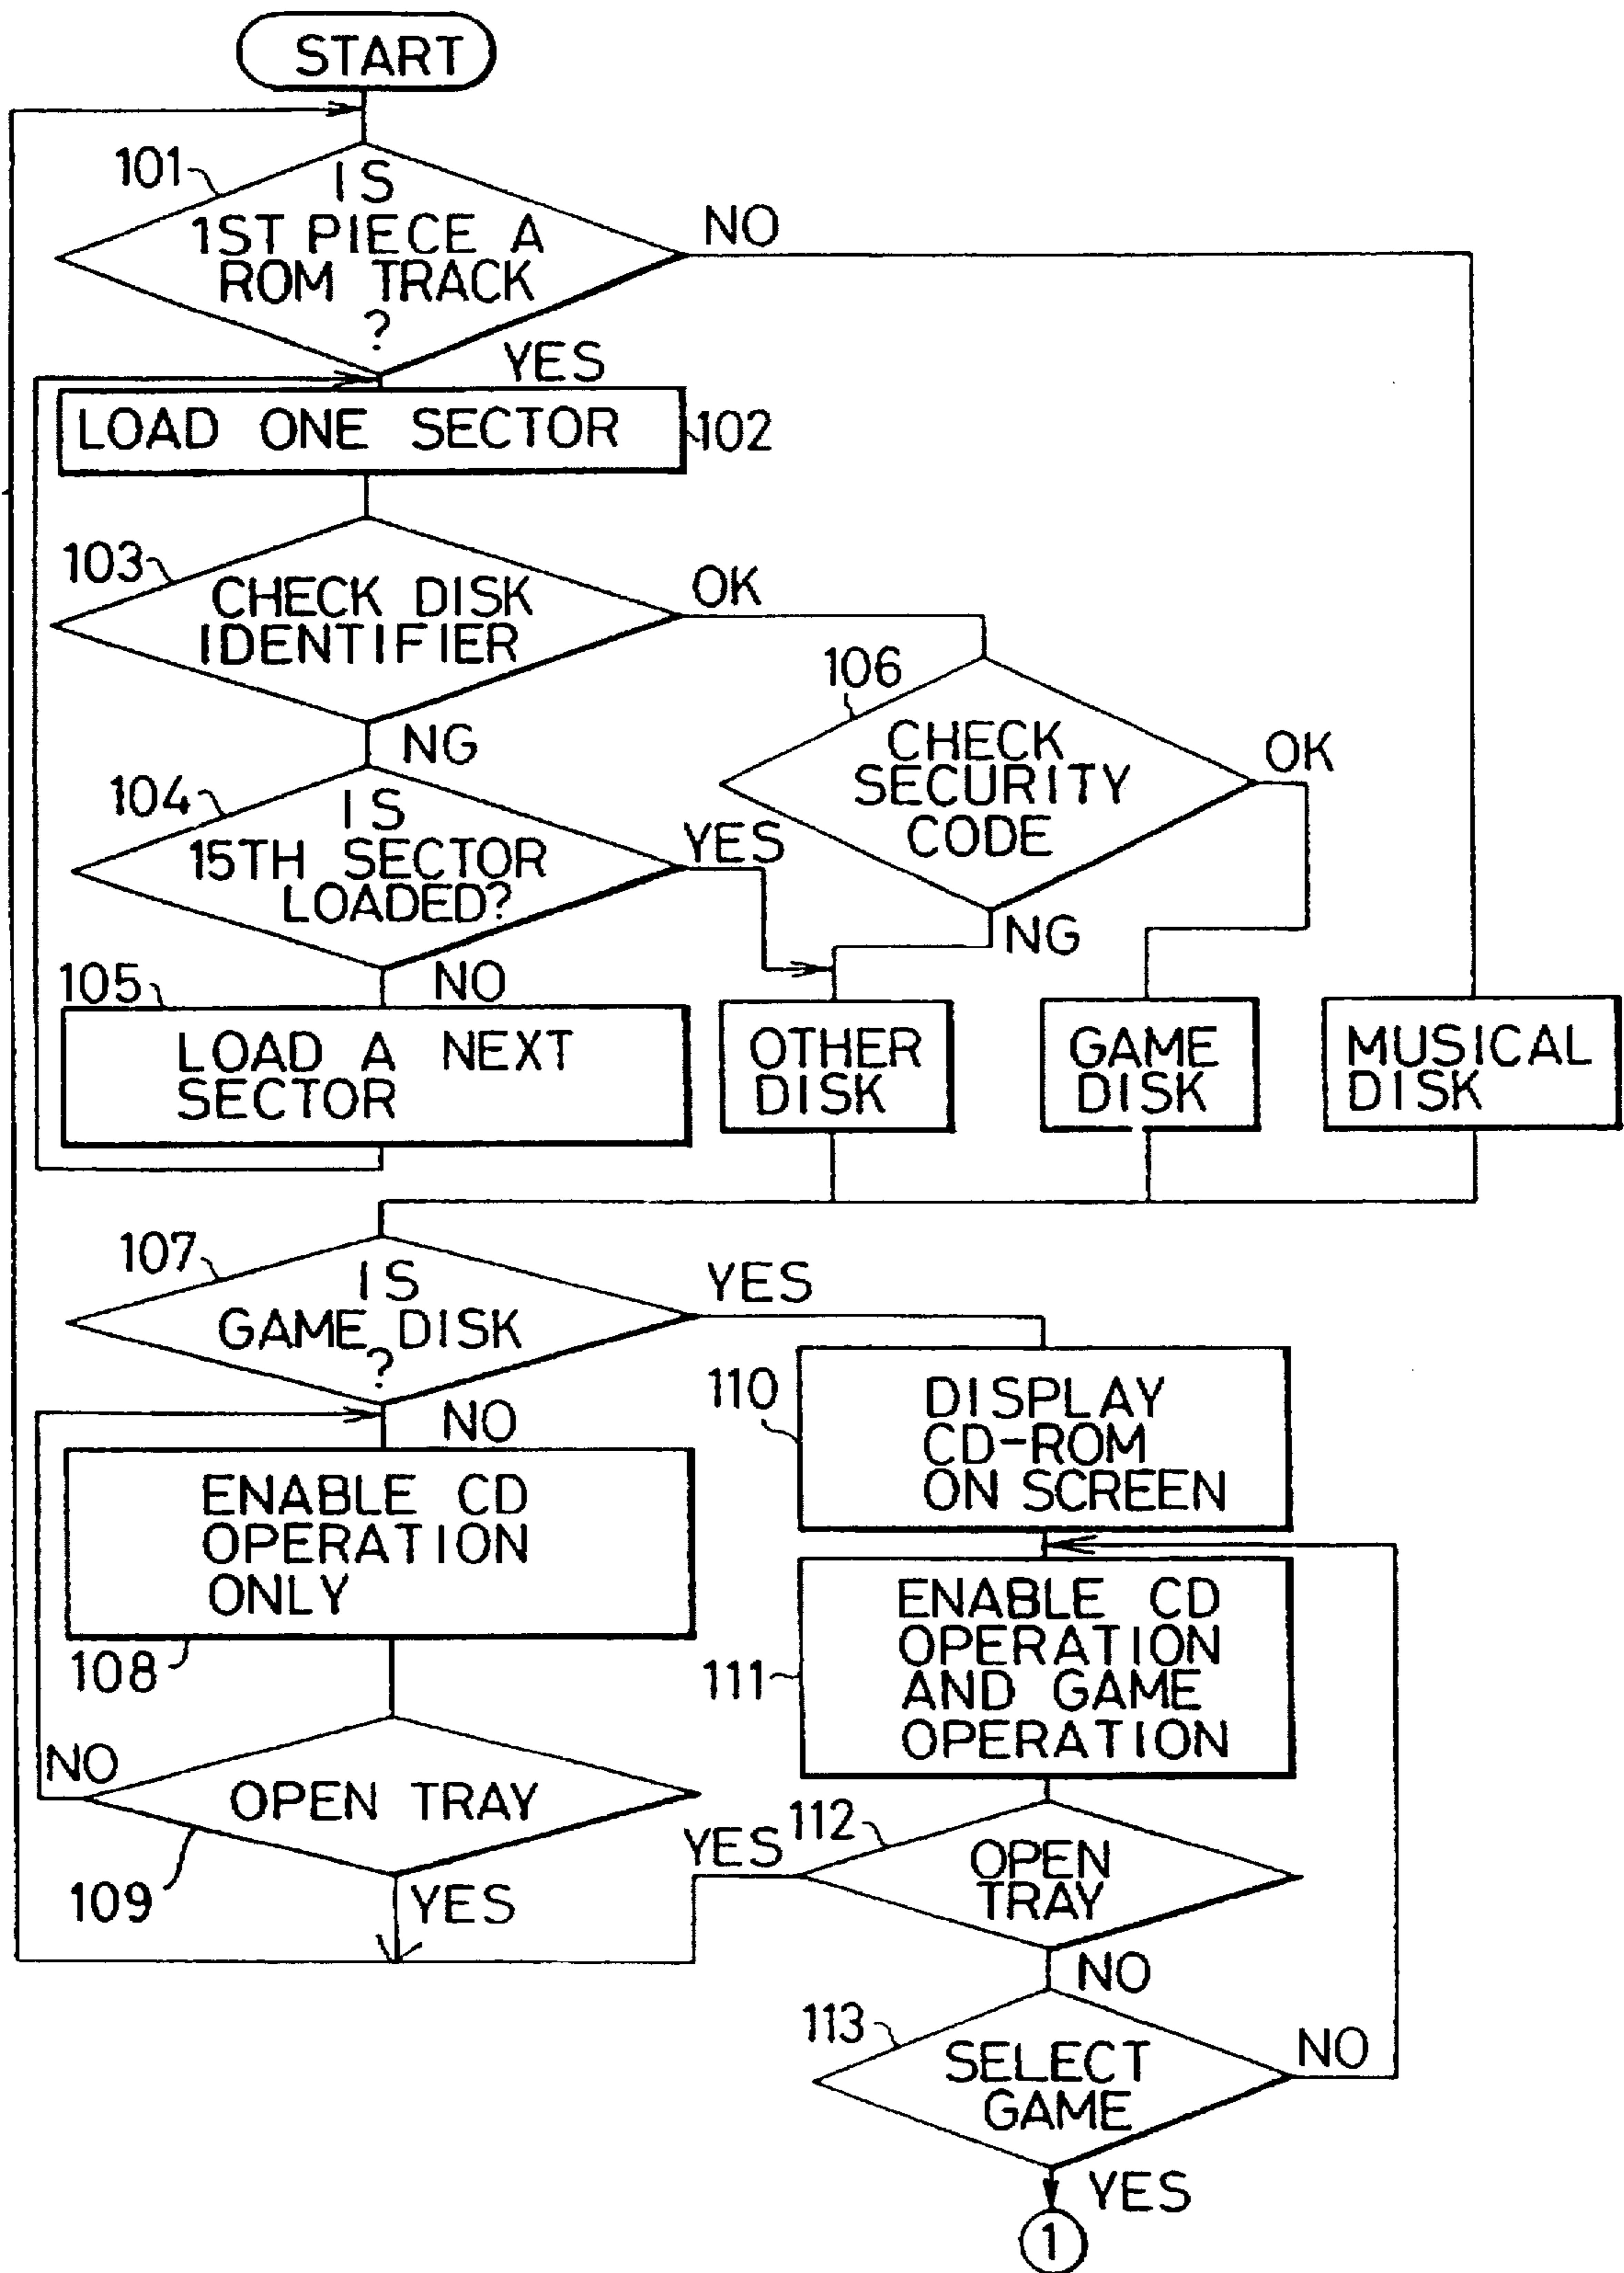 START
101
IS
1ST PIECE A
ROM TRACK
?
NO
YES
LOAD ONE SECTOR
102
103
CHECK DISK
IDENTIFIER
OK
NG
106
CHECK
SECURITY
CODE
OK
NG
104
IS
15TH SECTOR
LOADED?
YES
NO
105
LOAD A NEXT
SECTOR
OTHER
DISK
GAME
DISK
MUSICAL
DISK
107
IS
GAME DISK
?
YES
NO
110
DISPLAY
CD-ROM
ON SCREEN
ENABLE CD
OPERATION
ONLY
108
111
ENABLE CD
OPERATION
AND GAME
OPERATION
NO
OPEN TRAY
109
YES
112
YES
OPEN
TRAY
NO
113
SELECT
GAME
NO
YES
1